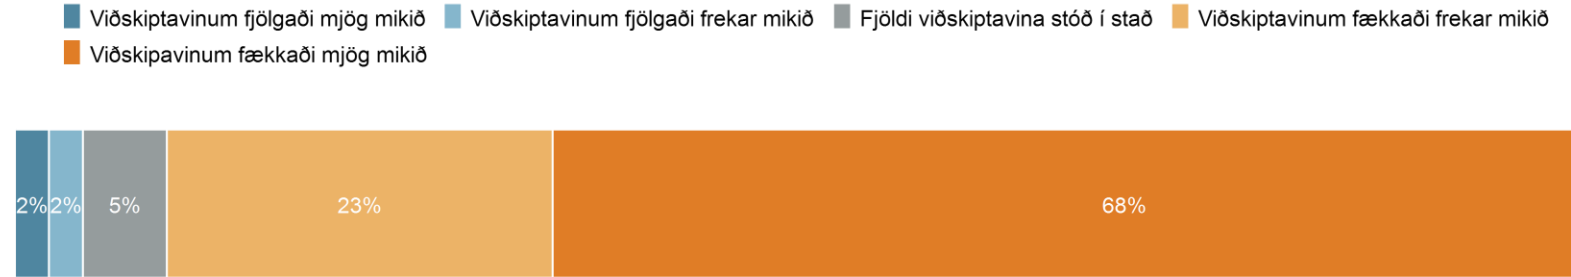 Viðskiptavinum fjölgaði mjög mikið Viðskiptavinum fjölgaði frekar mikið Fjöldi viðskiptavina stóð í stað Viðskiptavinum fækkaði frekar mikið
Viðskipavinum fækkaði mjög mikið
2% 2% 5% 23% 68%